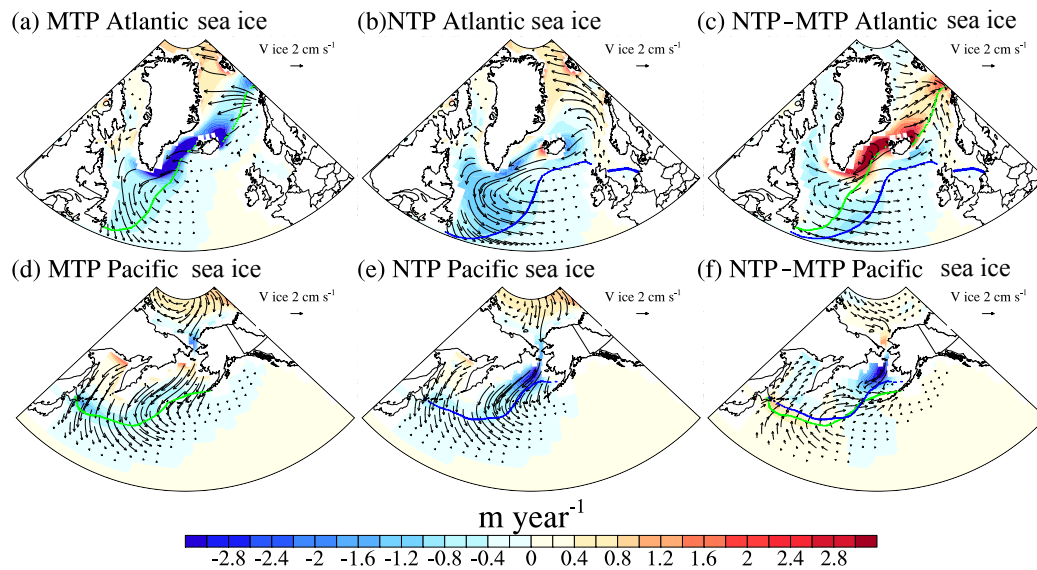 (a) MTP Atlantic sea ice
(b)NTP Atlantic sea ice
(c) NTP-MTP Atlantic sea ice
V ice 2 cm s⁻¹
V ice 2 cm s⁻¹
V ice 2 cm s⁻¹
(d) MTP Pacific sea ice
(e) NTP Pacific sea ice
(f) NTP-MTP Pacific sea ice
V ice 2 cm s⁻¹
V ice 2 cm s⁻¹
V ice 2 cm s⁻¹
m year⁻¹
-2.8 -2.4 -2 -1.6 -1.2 -0.8 -0.4 0 0.4 0.8 1.2 1.6 2 2.4 2.8